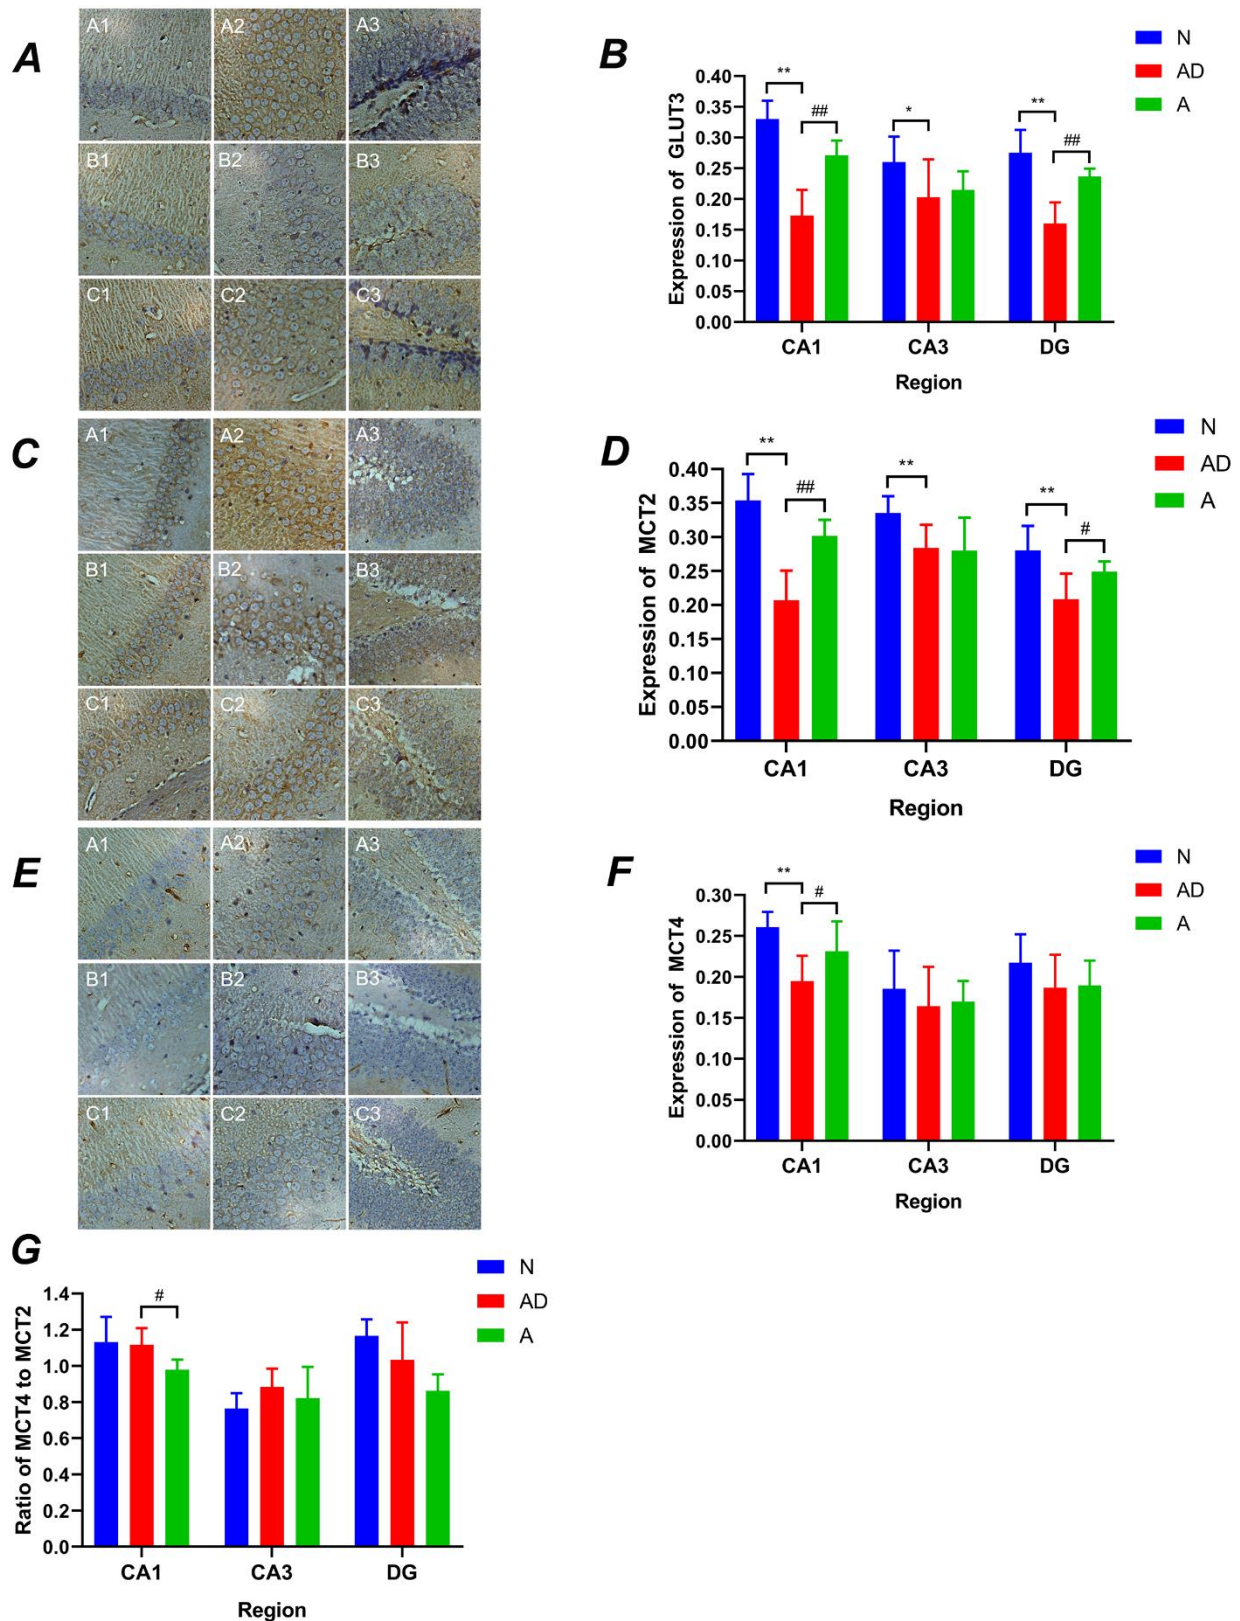 A
A1 A2 A3
B1 B2 B3
C1 C2 C3
B
N
AD
A
Expression of GLUT3
0.40
0.35
0.30
0.25
0.20
0.15
0.10
0.05
0.00
** ## * ** ##
CA1 CA3 DG
Region
C
A1 A2 A3
B1 B2 B3
C1 C2 C3
D
N
AD
A
Expression of MCT2
0.40
0.35
0.30
0.25
0.20
0.15
0.10
0.05
0.00
** ## ** ** #
CA1 CA3 DG
Region
E
A1 A2 A3
B1 B2 B3
C1 C2 C3
F
N
AD
A
Expression of MCT4
0.30
0.25
0.20
0.15
0.10
0.05
0.00
** #
CA1 CA3 DG
Region
G
N
AD
A
Ratio of MCT4 to MCT2
1.4
1.2
1.0
0.8
0.6
0.4
0.2
0.0
#
CA1 CA3 DG
Region